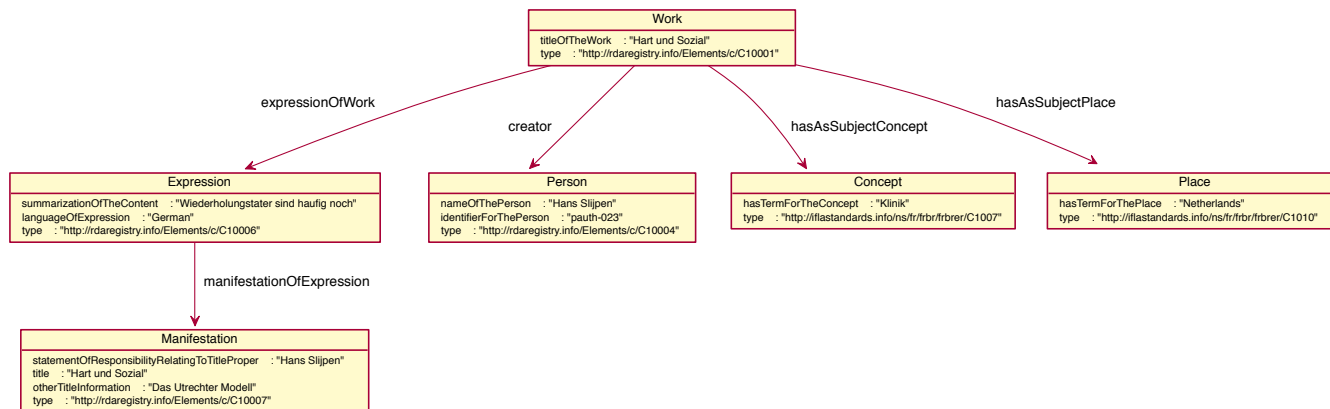 Work
titleOfTheWork : "Hart und Sozial"
type : "http://rdaregistry.info/Elements/c/C10001"
expressionOfWork
creator
hasAsSubjectConcept
hasAsSubjectPlace
Expression
summarizationOfTheContent : "Wiederholungstater sind haufig noch"
languageOfExpression : "German"
type : "http://rdaregistry.info/Elements/c/C10006"
Person
nameOfThePerson : "Hans Slijpen"
identifierForThePerson : "pauth-023"
type : "http://rdaregistry.info/Elements/c/C10004"
Concept
hasTermForTheConcept : "Klinik"
type : "http://iflastandards.info/ns/fr/frbr/frbrer/C1007"
Place
hasTermForThePlace : "Netherlands"
type : "http://iflastandards.info/ns/fr/frbr/frbrer/C1010"
manifestationOfExpression
Manifestation
statementOfResponsibilityRelatingToTitleProper : "Hans Slijpen"
title : "Hart und Sozial"
otherTitleInformation : "Das Utrechter Modell"
type : "http://rdaregistry.info/Elements/c/C10007"